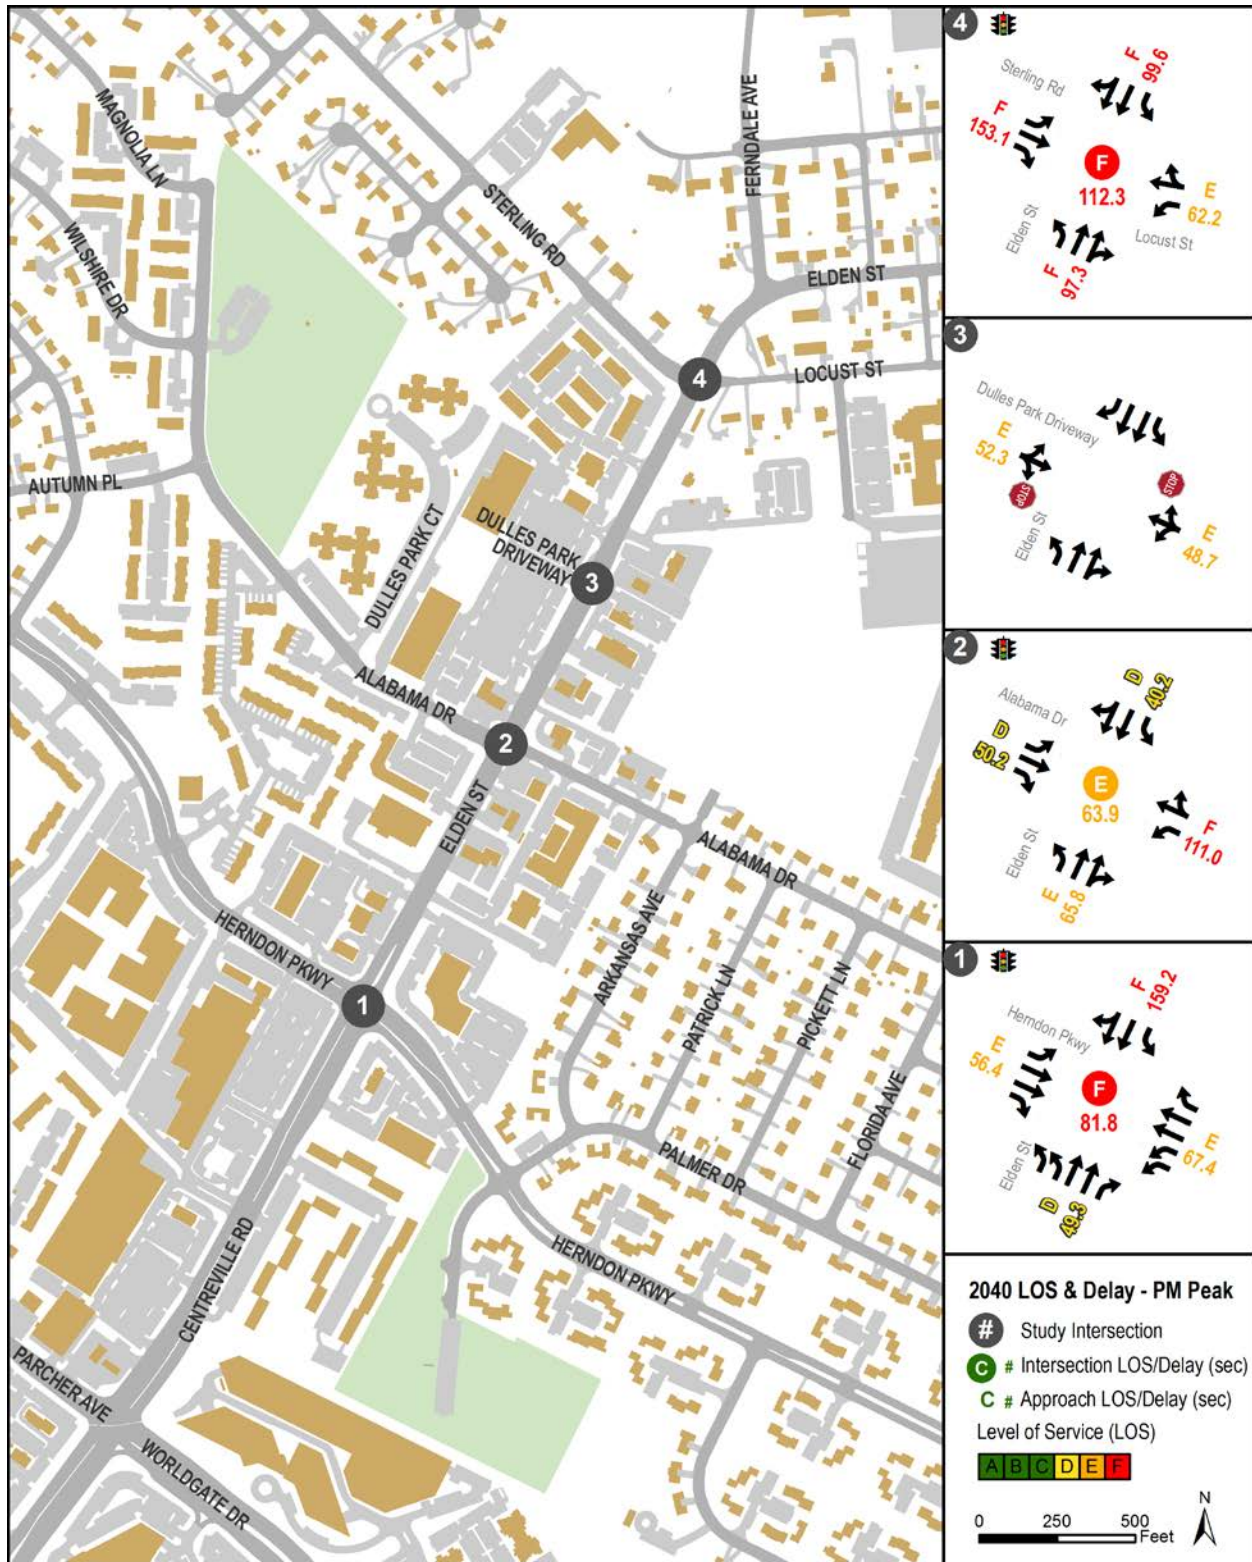 MAGNOLIA LN
WILSHIRE DR
AUTUMN PL
STERLING RD
FERNDALE AVE
ELDEN ST
LOCUST ST
4
DULLES PARK CT
DULLES PARK
DRIVEWAY
3
ALABAMA DR
2
ELDEN ST
ALABAMA DR
HERNDON PKWY
1
ARKANSAS AVE
PATRICK LN
PICKETT LN
FLORIDA AVE
PALMER DR
HERNDON PKWY
CENTREVILLE RD
PARCHER AVE
WORLDGATE DR
4
Sterling Rd
F
99.6
F
153.1
F
112.3
E
62.2
Elden St
Locust St
F
97.3
3
Dulles Park Driveway
E
52.3
STOP
STOP
Elden St
E
48.7
2
Alabama Dr
D
40.2
D
50.2
E
63.9
F
111.0
Elden St
E
65.8
1
Herndon Pkwy
F
159.2
E
56.4
F
81.8
E
67.4
Elden St
D
49.3
2040 LOS & Delay - PM Peak
# Study Intersection
C # Intersection LOS/Delay (sec)
C # Approach LOS/Delay (sec)
Level of Service (LOS)
A B C D E F
N
0 250 500
Feet